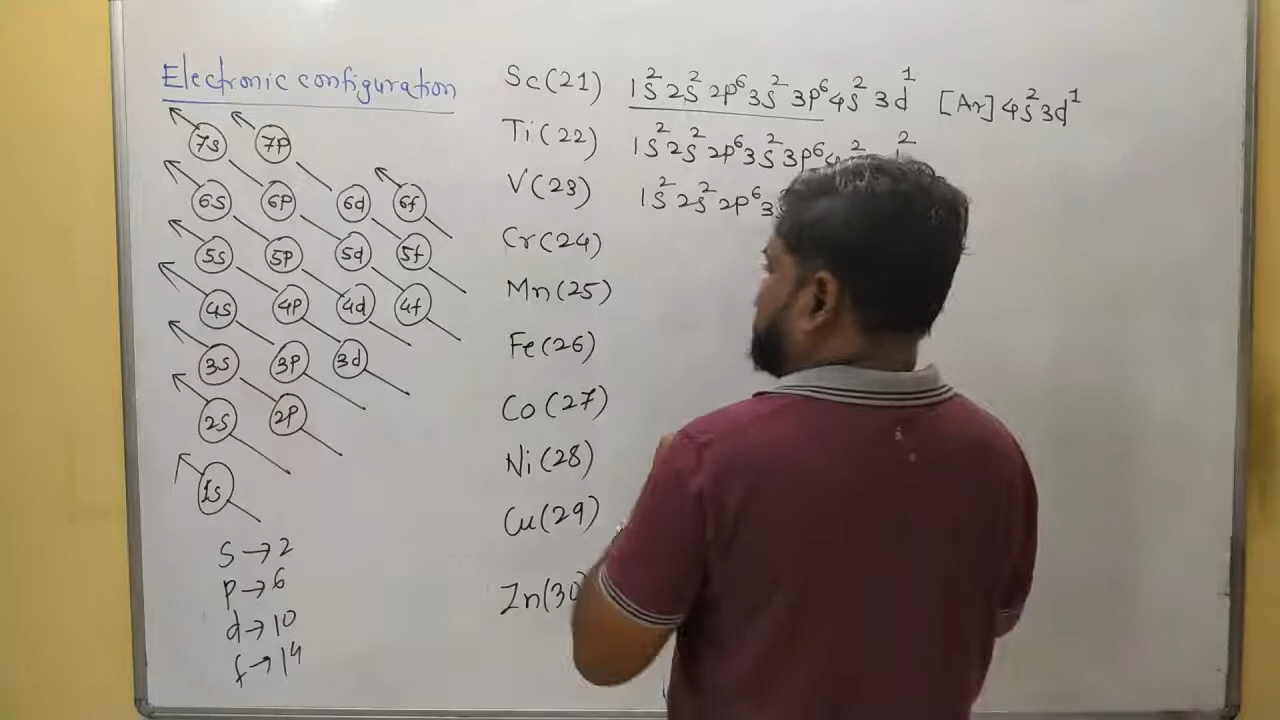 Electronic configuration
7s 7p
6s 6p 6d 6f
5s 5p 5d 5f
4s 4p 4d 4f
3s 3p 3d
2s 2p
1s
s→2
p→6
d→10
f→14
Sc(21) 1s² 2s² 2p⁶ 3s² 3p⁶ 4s² 3d¹ [Ar] 4s² 3d¹
Ti(22) 1s² 2s² 2p⁶ 3s² 3p⁶
V(23) 1s² 2s² 2p⁶
Cr(24)
Mn(25)
Fe(26)
Co(27)
Ni(28)
Cu(29)
Zn(30